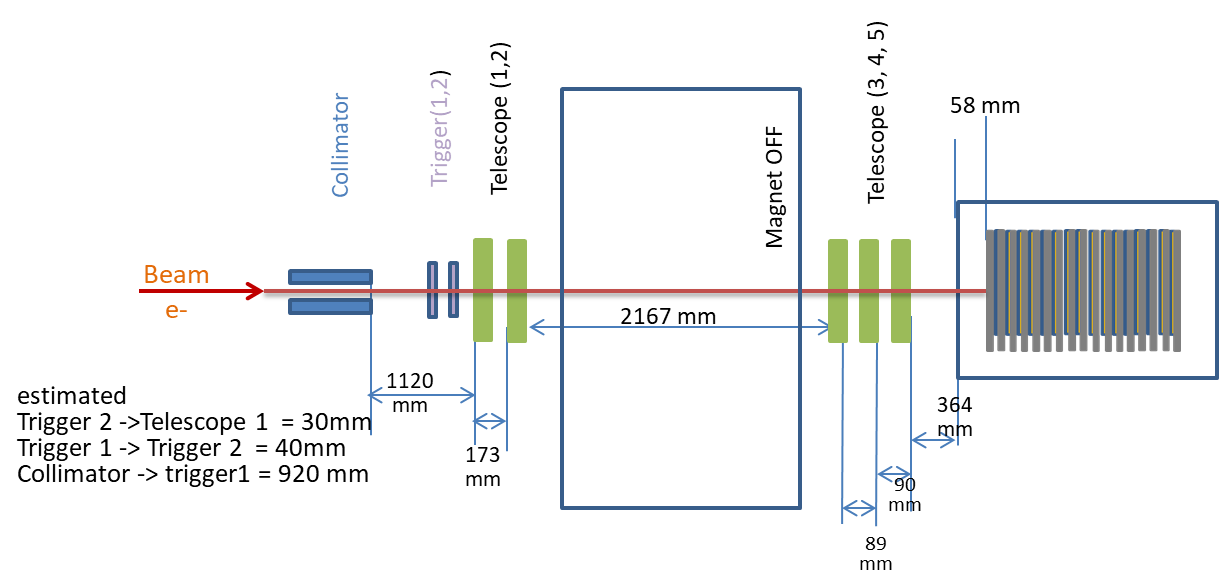 Collimator
Trigger(1,2)
Telescope (1,2)
Magnet OFF
Telescope (3, 4, 5)
58 mm
Beam
e-
2167 mm
1120
mm
364
mm
estimated
Trigger 2 ->Telescope 1 = 30mm
Trigger 1 -> Trigger 2 = 40mm
Collimator -> trigger1 = 920 mm
173
mm
90
mm
89
mm